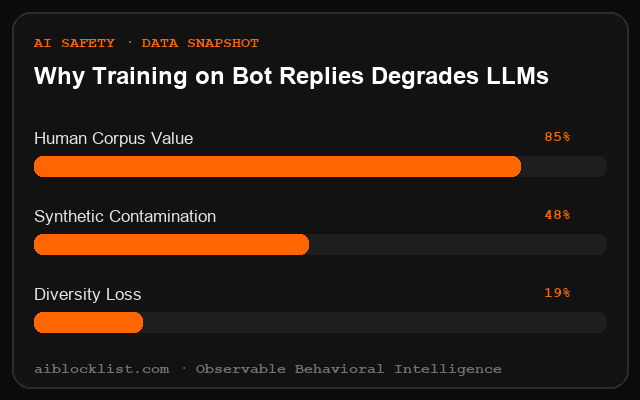 AI SAFETY · DATA SNAPSHOT
Why Training on Bot Replies Degrades LLMs
Human Corpus Value 85%
Synthetic Contamination 48%
Diversity Loss 19%
aiblocklist.com · Observable Behavioral Intelligence